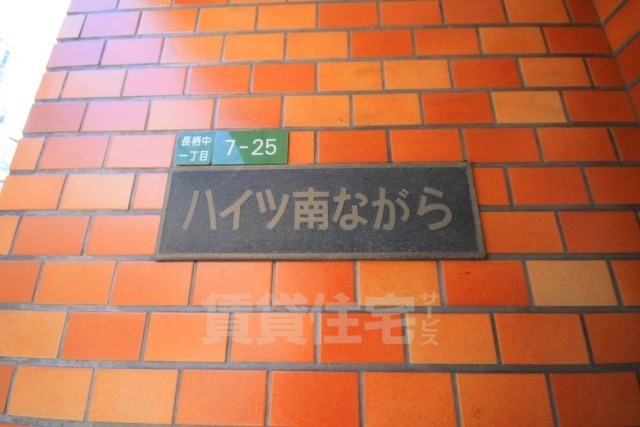 長柄中
一丁目
7-25
ハイツ南ながら
賃貸住宅サービス